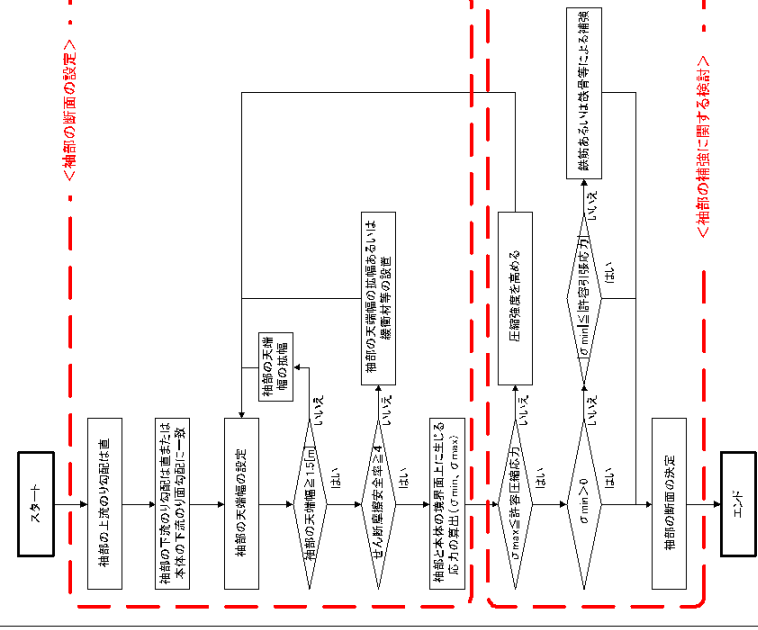 スタート
＜袖部の断面の設定＞
袖部の上流のり勾配は直
袖部の下流のり勾配は直または
本体の下流のり面勾配に一致
袖部の天端幅の設定
袖部の天端
幅の拡幅
袖部の天端幅≧1.5[m]
いいえ
はい
せん断摩擦安全率≧4
いいえ
はい
袖部の天端幅の拡幅あるいは
緩衝材等の設置
袖部と本体の境界面上に生じる
応力の算出(σmin、σmax)
＜袖部の補強に関する検討＞
σmax≦許容圧縮応力
いいえ
はい
圧縮強度を高める
σmin＞0
いいえ
はい
|σmin|≦|許容引張応力|
いいえ
はい
鉄筋あるいは鉄骨等による補強
袖部の断面の決定
エンド